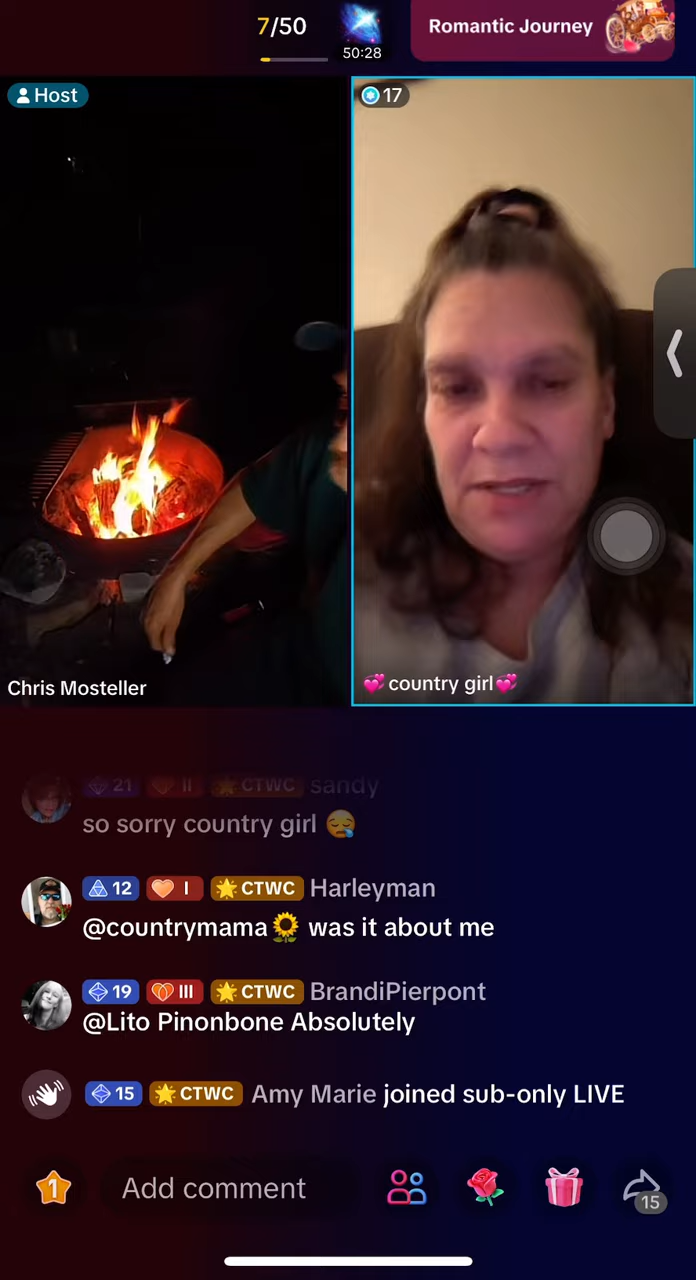 7/50
50:28
Romantic Journey
Host
17
Chris Mosteller
💞country girl💞
21 II CTWC sandy
so sorry country girl 😪
12 I CTWC Harleyman
@countrymama🌻 was it about me
19 III CTWC BrandiPierpont
@Lito Pinonbone Absolutely
15 CTWC Amy Marie joined sub-only LIVE
1
Add comment
15